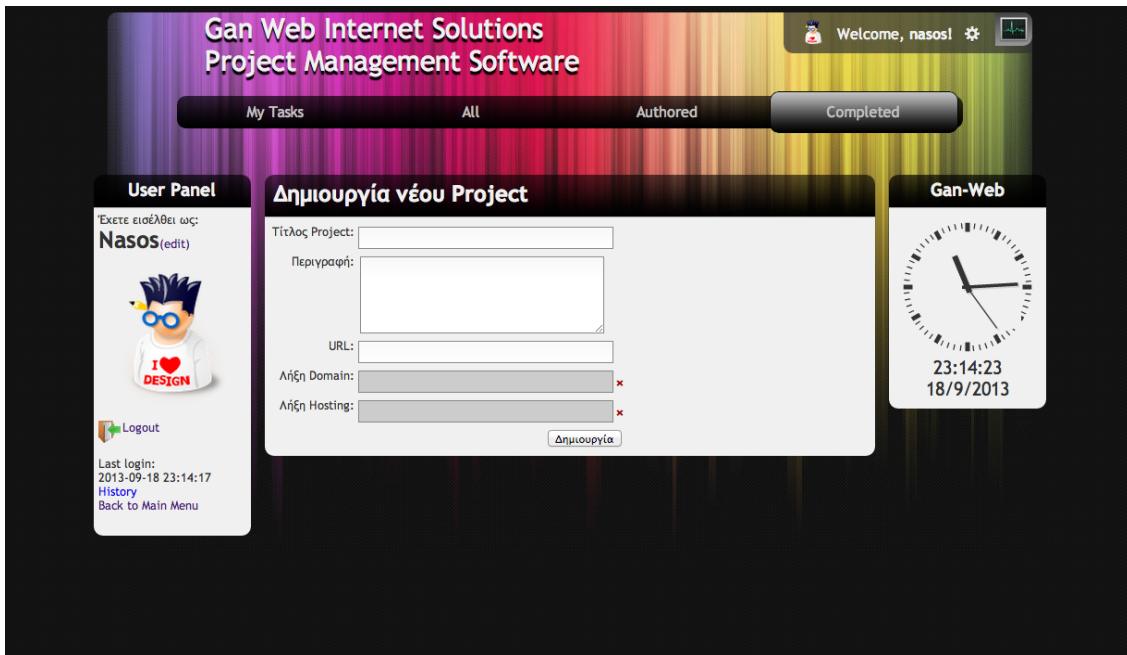 Gan Web Internet Solutions
Project Management Software
Welcome, nasos!
My Tasks All Authored Completed
User Panel
Έχετε εισέλθει ως:
Nasos(edit)
I
DESIGN
Logout
Last login:
2013-09-18 23:14:17
History
Back to Main Menu
Δημιουργία νέου Project
Τίτλος Project:
Περιγραφή:
URL:
Λήξη Domain:
Λήξη Hosting:
Δημιουργία
Gan-Web
23:14:23
18/9/2013